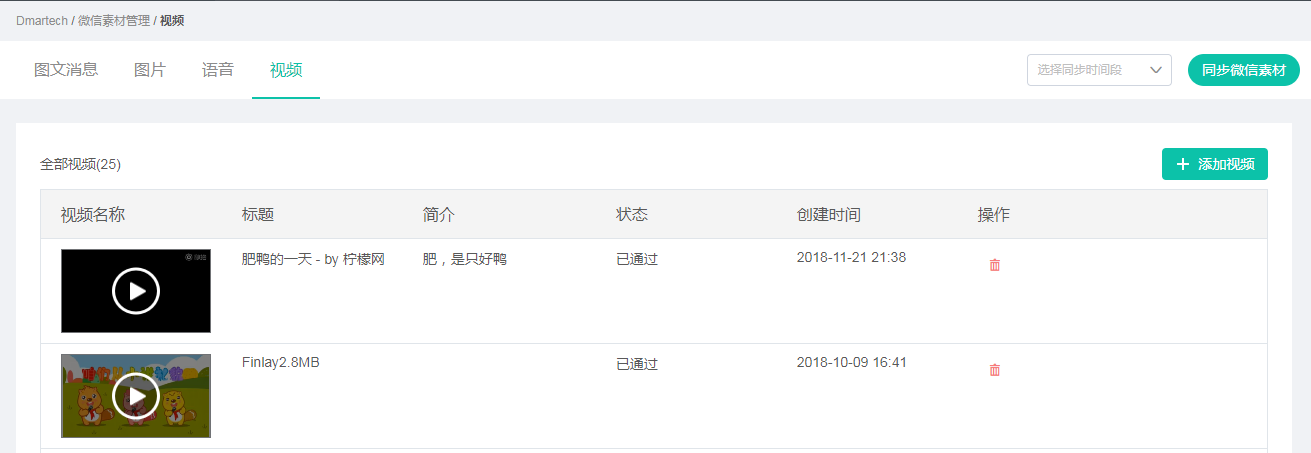 Dmartech / 微信素材管理 / 视频
图文消息 图片 语音 视频 选择同步时间段 同步微信素材
全部视频(25) 添加视频
视频名称 标题 简介 状态 创建时间 操作
肥鸭的一天 - by 柠檬网 肥，是只好鸭 已通过 2018-11-21 21:38
Finlay2.8MB 已通过 2018-10-09 16:41